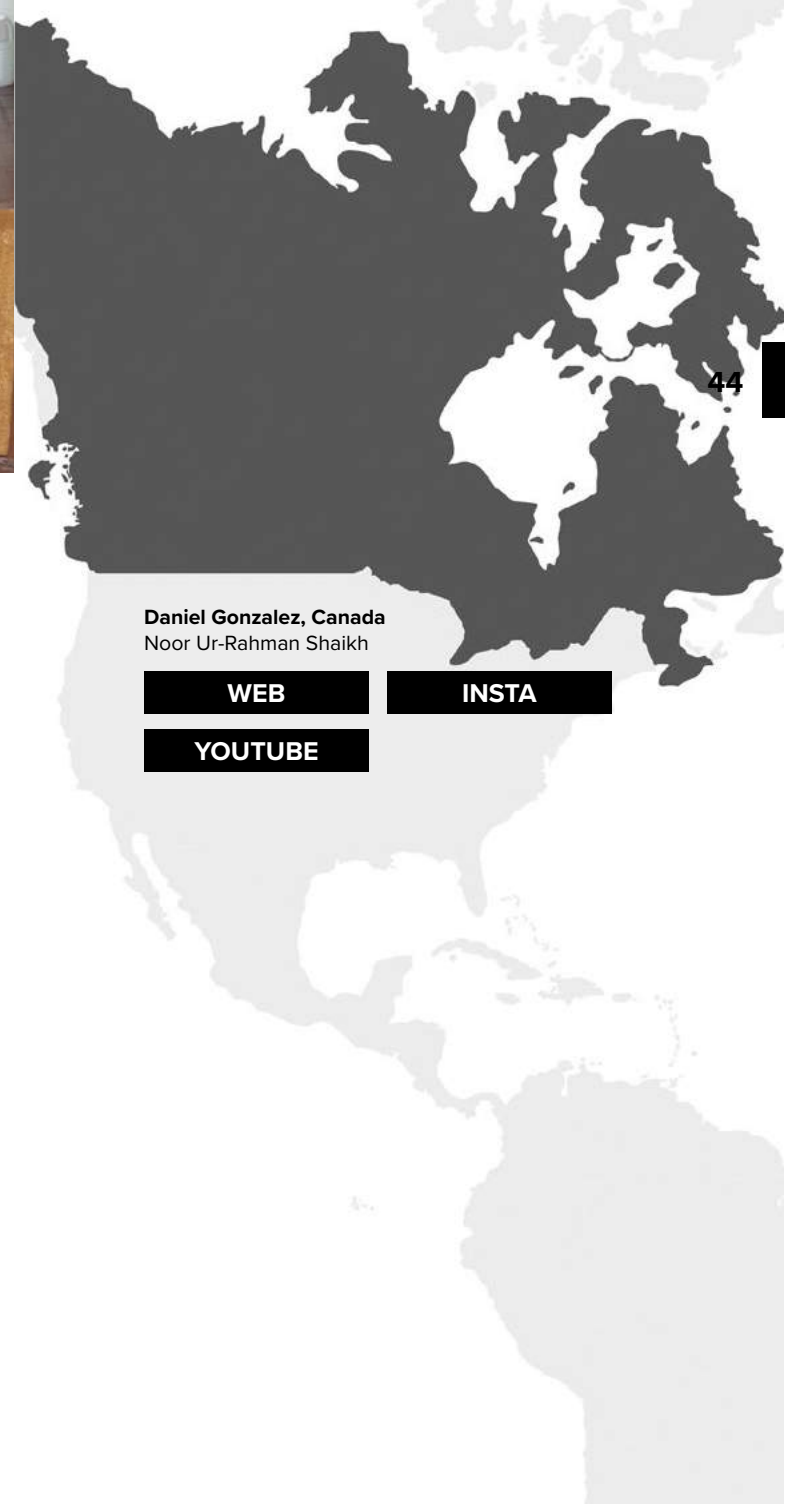 44
Daniel Gonzalez, Canada
Noor Ur-Rahman Shaikh
WEB
INSTA
YOUTUBE